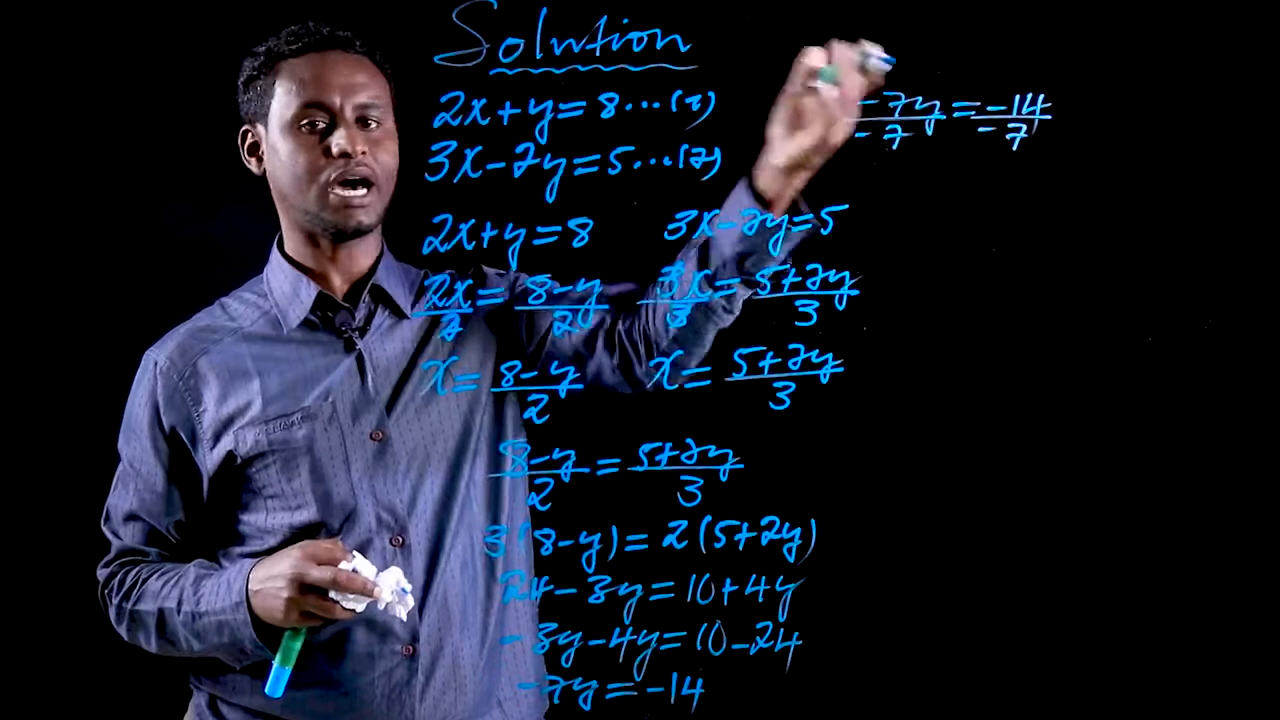 Solution
2x+y=8...(1)
3x-2y=5...(2)
2x+y=8
2x/2=8-y/2
x=8-y/2
3x-2y=5
3x/3=5+2y/3
x=5+2y/3
8-y/2=5+2y/3
3(8-y)=2(5+2y)
24-3y=10+4y
-3y-4y=10-24
-7y=-14
-7y/-7=-14/-7